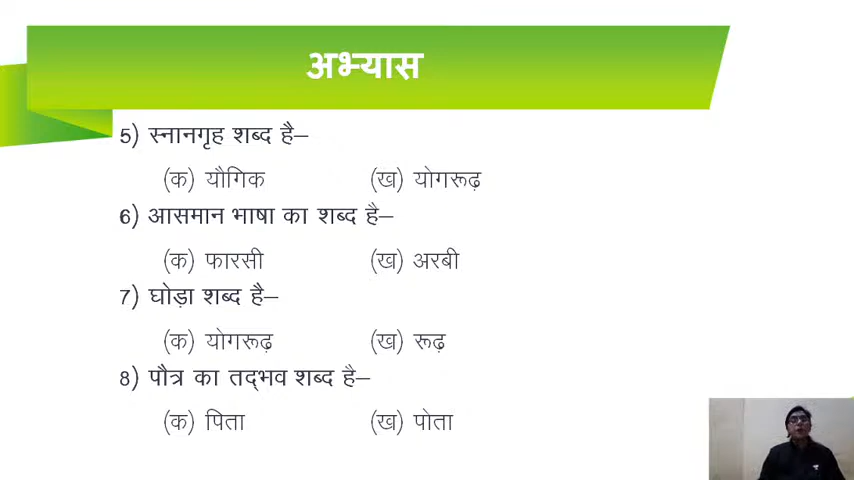 अभ्यास
5) स्नानगृह शब्द है–
(क) यौगिक (ख) योगरूढ़
6) आसमान भाषा का शब्द है–
(क) फारसी (ख) अरबी
7) घोड़ा शब्द है–
(क) योगरूढ़ (ख) रूढ़
8) पौत्र का तद्‌भव शब्द है–
(क) पिता (ख) पोता